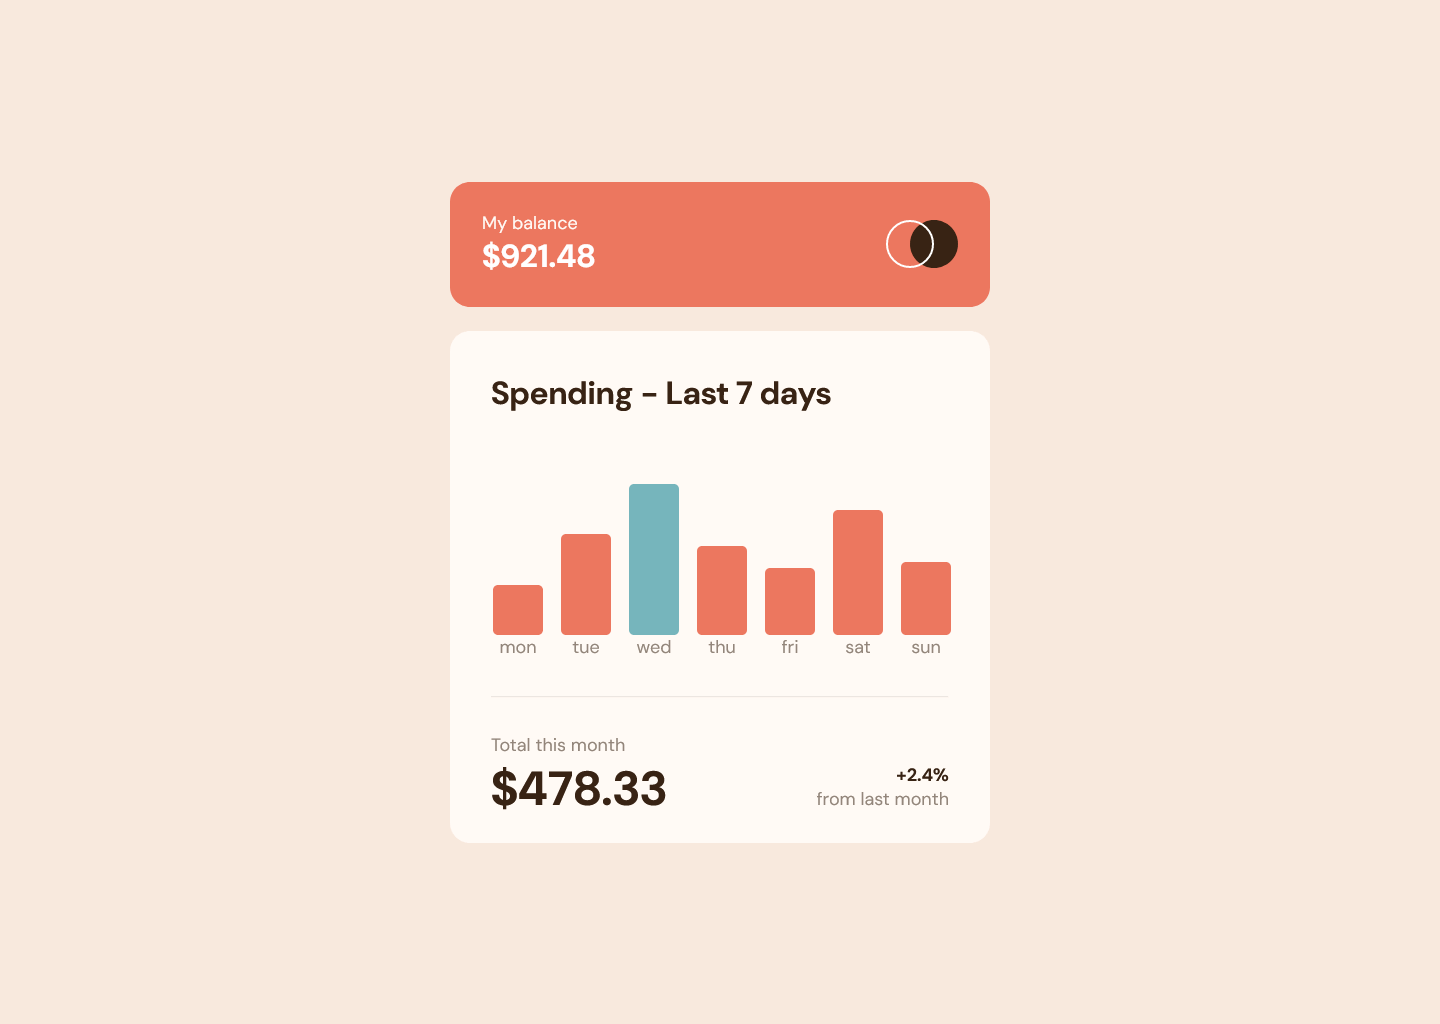 My balance
$921.48
Spending - Last 7 days
mon tue wed thu fri sat sun
Total this month
$478.33
+2.4%
from last month